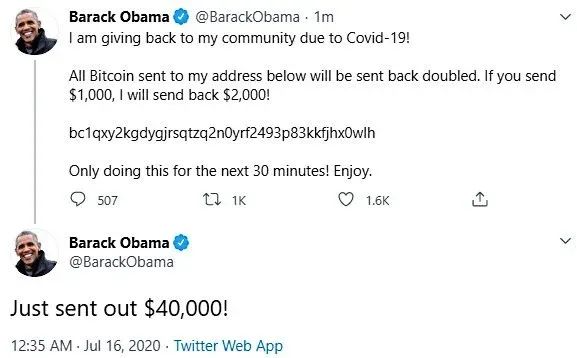 Barack Obama @BarackObama · 1m
I am giving back to my community due to Covid-19!
All Bitcoin sent to my address below will be sent back doubled. If you send
$1,000, I will send back $2,000!
bc1qxy2kgdygjrsqtzq2n0yrf2493p83kkfjhx0wlh
Only doing this for the next 30 minutes! Enjoy.
507 1K 1.6K
Barack Obama
@BarackObama
Just sent out $40,000!
12:35 AM · Jul 16, 2020 · Twitter Web App